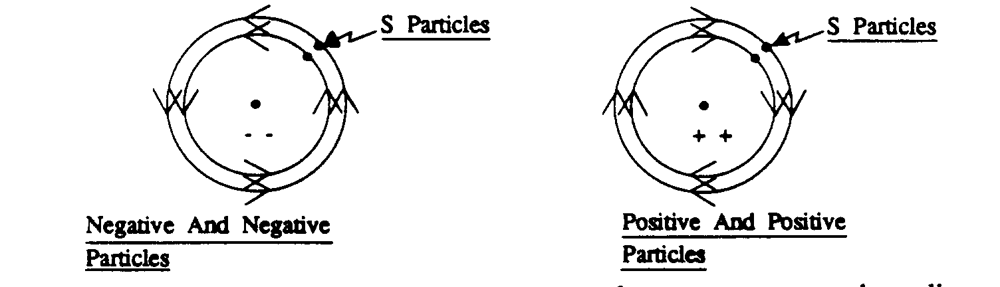 S Particles
- -
Negative And Negative
Particles
S Particles
+ +
Positive And Positive
Particles